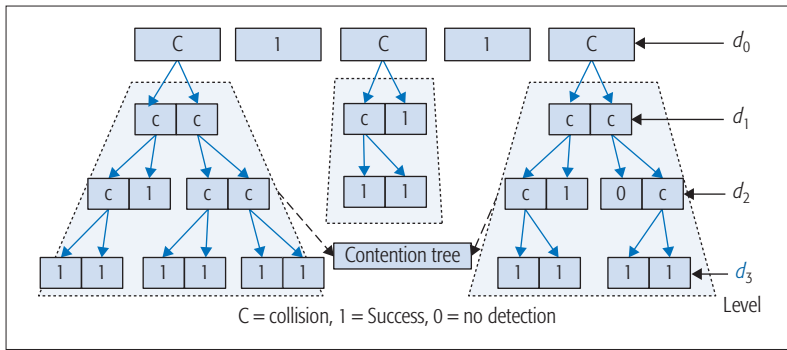 C 1 C 1 C d0
c c c 1 c c d1
c 1 c c 1 1 c 1 0 c d2
Contention tree
1 1 1 1 1 1 1 1 1 1 d3
Level
C = collision, 1 = Success, 0 = no detection